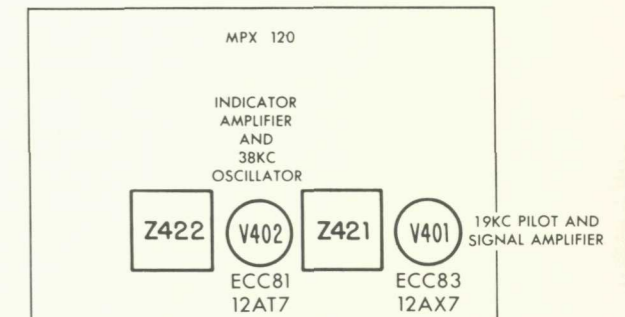 MPX 120
INDICATOR
AMPLIFIER
AND
38KC
OSCILLATOR
Z422
V402
Z421
V401
19KC PILOT AND
SIGNAL AMPLIFIER
ECC81
12AT7
ECC83
12AX7